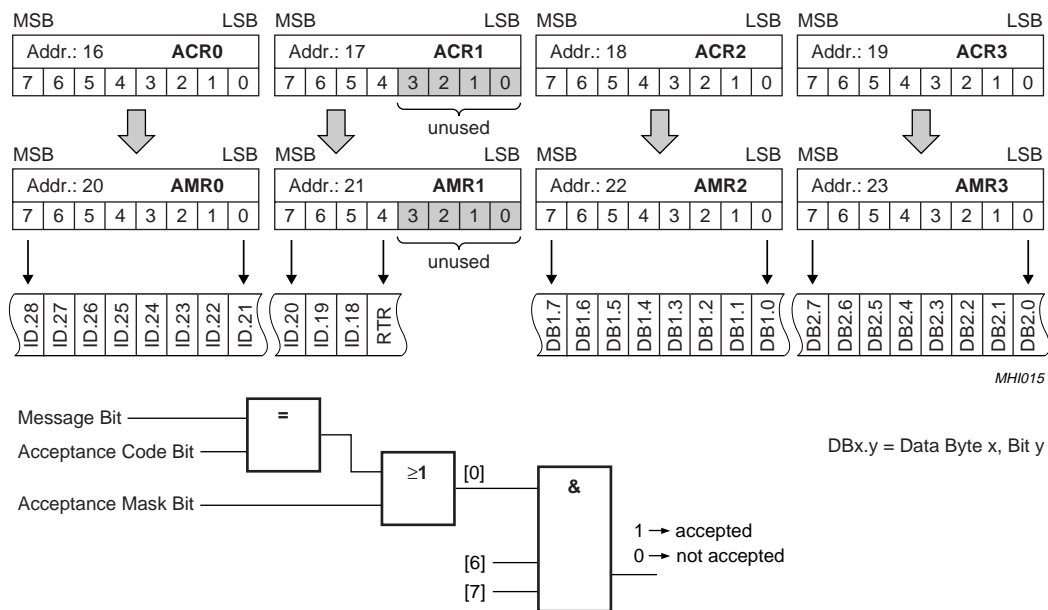 MSB LSB MSB LSB MSB LSB MSB LSB
Addr.: 16 ACR0 Addr.: 17 ACR1 Addr.: 18 ACR2 Addr.: 19 ACR3
7 6 5 4 3 2 1 0 7 6 5 4 3 2 1 0 7 6 5 4 3 2 1 0 7 6 5 4 3 2 1 0
unused
MSB LSB MSB LSB MSB LSB MSB LSB
Addr.: 20 AMR0 Addr.: 21 AMR1 Addr.: 22 AMR2 Addr.: 23 AMR3
7 6 5 4 3 2 1 0 7 6 5 4 3 2 1 0 7 6 5 4 3 2 1 0 7 6 5 4 3 2 1 0
unused
ID.28 ID.27 ID.26 ID.25 ID.24 ID.23 ID.22 ID.21 ID.20 ID.19 ID.18 RTR DB1.7 DB1.6 DB1.5 DB1.4 DB1.3 DB1.2 DB1.1 DB1.0 DB2.7 DB2.6 DB2.5 DB2.4 DB2.3 DB2.2 DB2.1 DB2.0
MHI015
Message Bit =
Acceptance Code Bit DBx.y = Data Byte x, Bit y
≥1 [0] &
Acceptance Mask Bit
1 → accepted
0 → not accepted
[6]
[7]